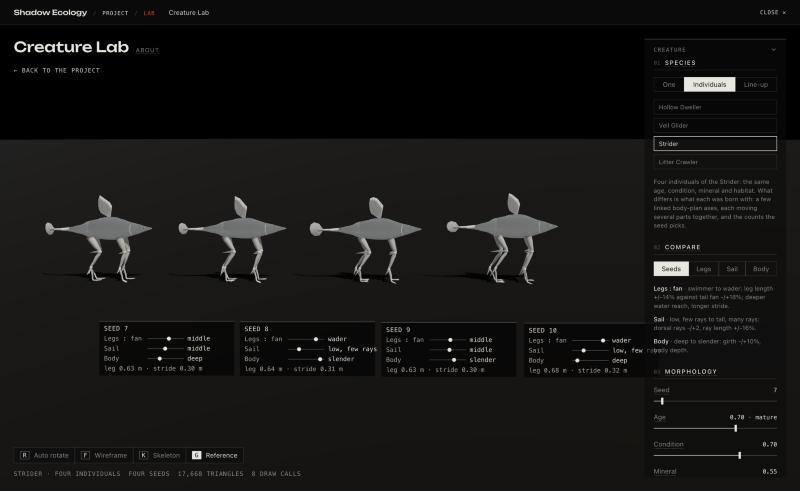 Shadow Ecology / PROJECT / LAB Creature Lab
CLOSE ×
Creature Lab ABOUT
← BACK TO THE PROJECT
CREATURE
01 SPECIES
One Individuals Line-up
Hollow Dweller
Veil Glider
Strider
Litter Crawler
Four individuals of the Strider: the same
age, condition, mineral and habitat. What
differs is what each was born with: a few
linked body-plan axes, each moving
several parts together, and the counts the
seed picks.
02 COMPARE
Seeds Legs Sail Body
Legs : fan · swimmer to wader: leg length
+/-14% against tail fan -/+18%; deeper
water reach, longer stride.
Sail · low, few rays to tall, many rays:
dorsal rays -/+2, ray length +/-16%.
Body · deep to slender: girth -/+10%,
body depth.
03 MORPHOLOGY
Seed 7
Age 0.70 · mature
Condition 0.70
Mineral 0.55
SEED 7
Legs : fan middle
Sail middle
Body deep
leg 0.63 m · stride 0.30 m
SEED 8
Legs : fan wader
Sail low, few rays
Body slender
leg 0.64 m · stride 0.31 m
SEED 9
Legs : fan middle
Sail middle
Body slender
leg 0.63 m · stride 0.30 m
SEED 10
Legs : fan wader
Sail low, few rays
Body deep
leg 0.68 m · stride 0.32 m
R Auto rotate F Wireframe K Skeleton G Reference
STRIDER · FOUR INDIVIDUALS FOUR SEEDS 17,668 TRIANGLES 8 DRAW CALLS